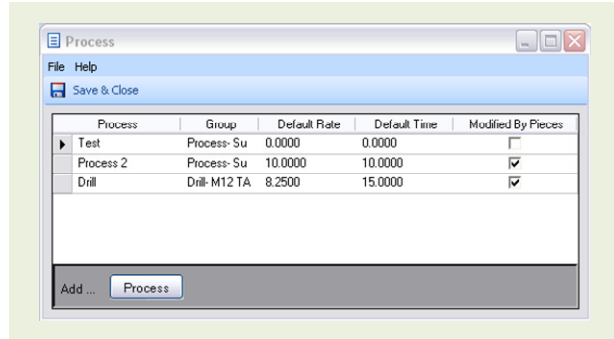 Process
File Help
Save & Close
Process Group Default Rate Default Time Modified By Pieces
Test Process- Su 0.0000 0.0000
Process 2 Process- Su 10.0000 10.0000
Drill Drill- M12 TA 8.2500 15.0000
Add ... Process